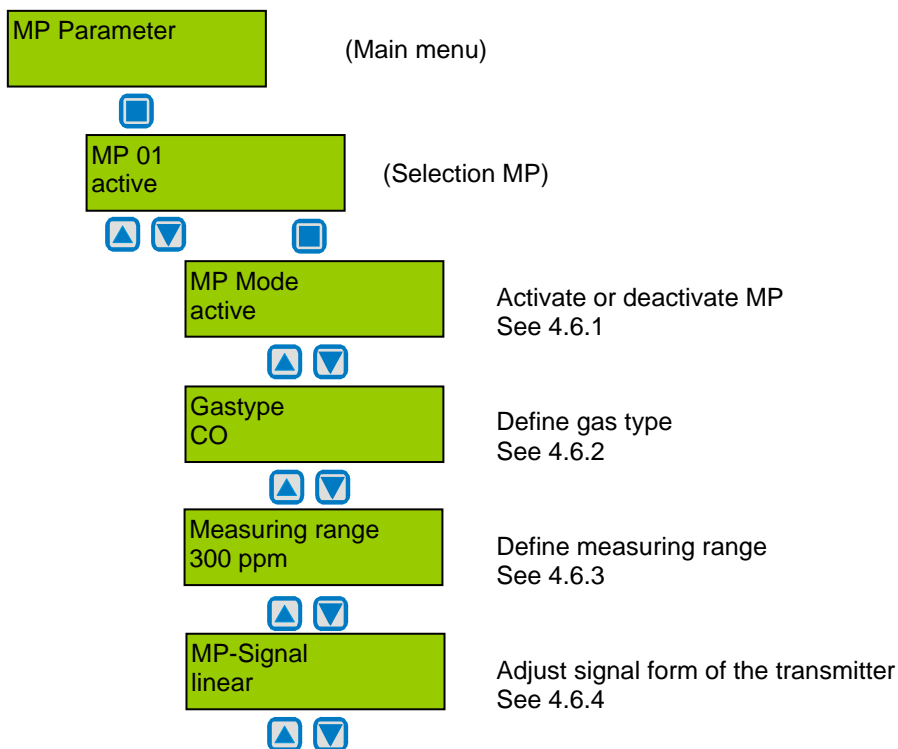 MP Parameter
(Main menu)
MP 01
active
(Selection MP)
MP Mode
active
Activate or deactivate MP
See 4.6.1
Gastype
CO
Define gas type
See 4.6.2
Measuring range
300 ppm
Define measuring range
See 4.6.3
MP-Signal
linear
Adjust signal form of the transmitter
See 4.6.4